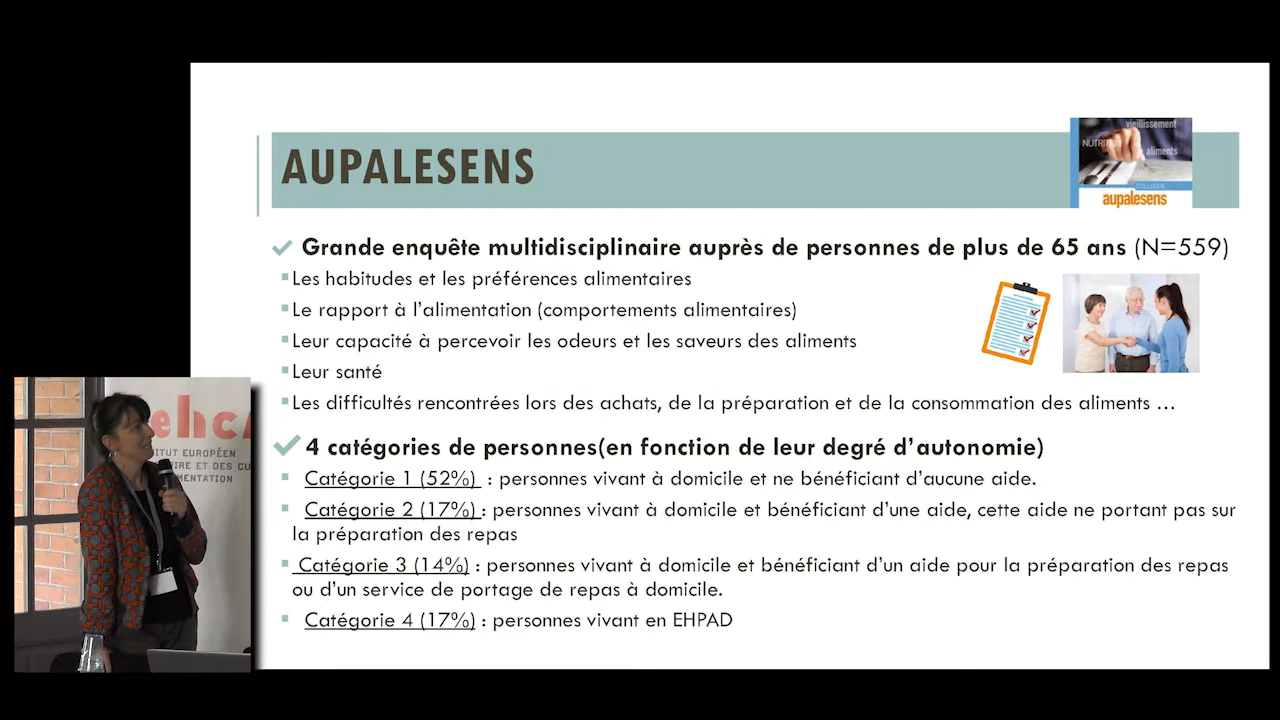 AUPALESENS
vieillissement
NUTRITI
aliments
COLLOQUE
aupalesens
Grande enquête multidisciplinaire auprès de personnes de plus de 65 ans (N=559)
Les habitudes et les préférences alimentaires
Le rapport à l'alimentation (comportements alimentaires)
Leur capacité à percevoir les odeurs et les saveurs des aliments
Leur santé
Les difficultés rencontrées lors des achats, de la préparation et de la consommation des aliments ...
4 catégories de personnes(en fonction de leur degré d'autonomie)
Catégorie 1 (52%) : personnes vivant à domicile et ne bénéficiant d'aucune aide.
Catégorie 2 (17%) : personnes vivant à domicile et bénéficiant d'une aide, cette aide ne portant pas sur
la préparation des repas
Catégorie 3 (14%) : personnes vivant à domicile et bénéficiant d'un aide pour la préparation des repas
ou d'un service de portage de repas à domicile.
Catégorie 4 (17%) : personnes vivant en EHPAD
iehca
TITUT EUROPÉEN
OIRE ET DES CU
MENTATION